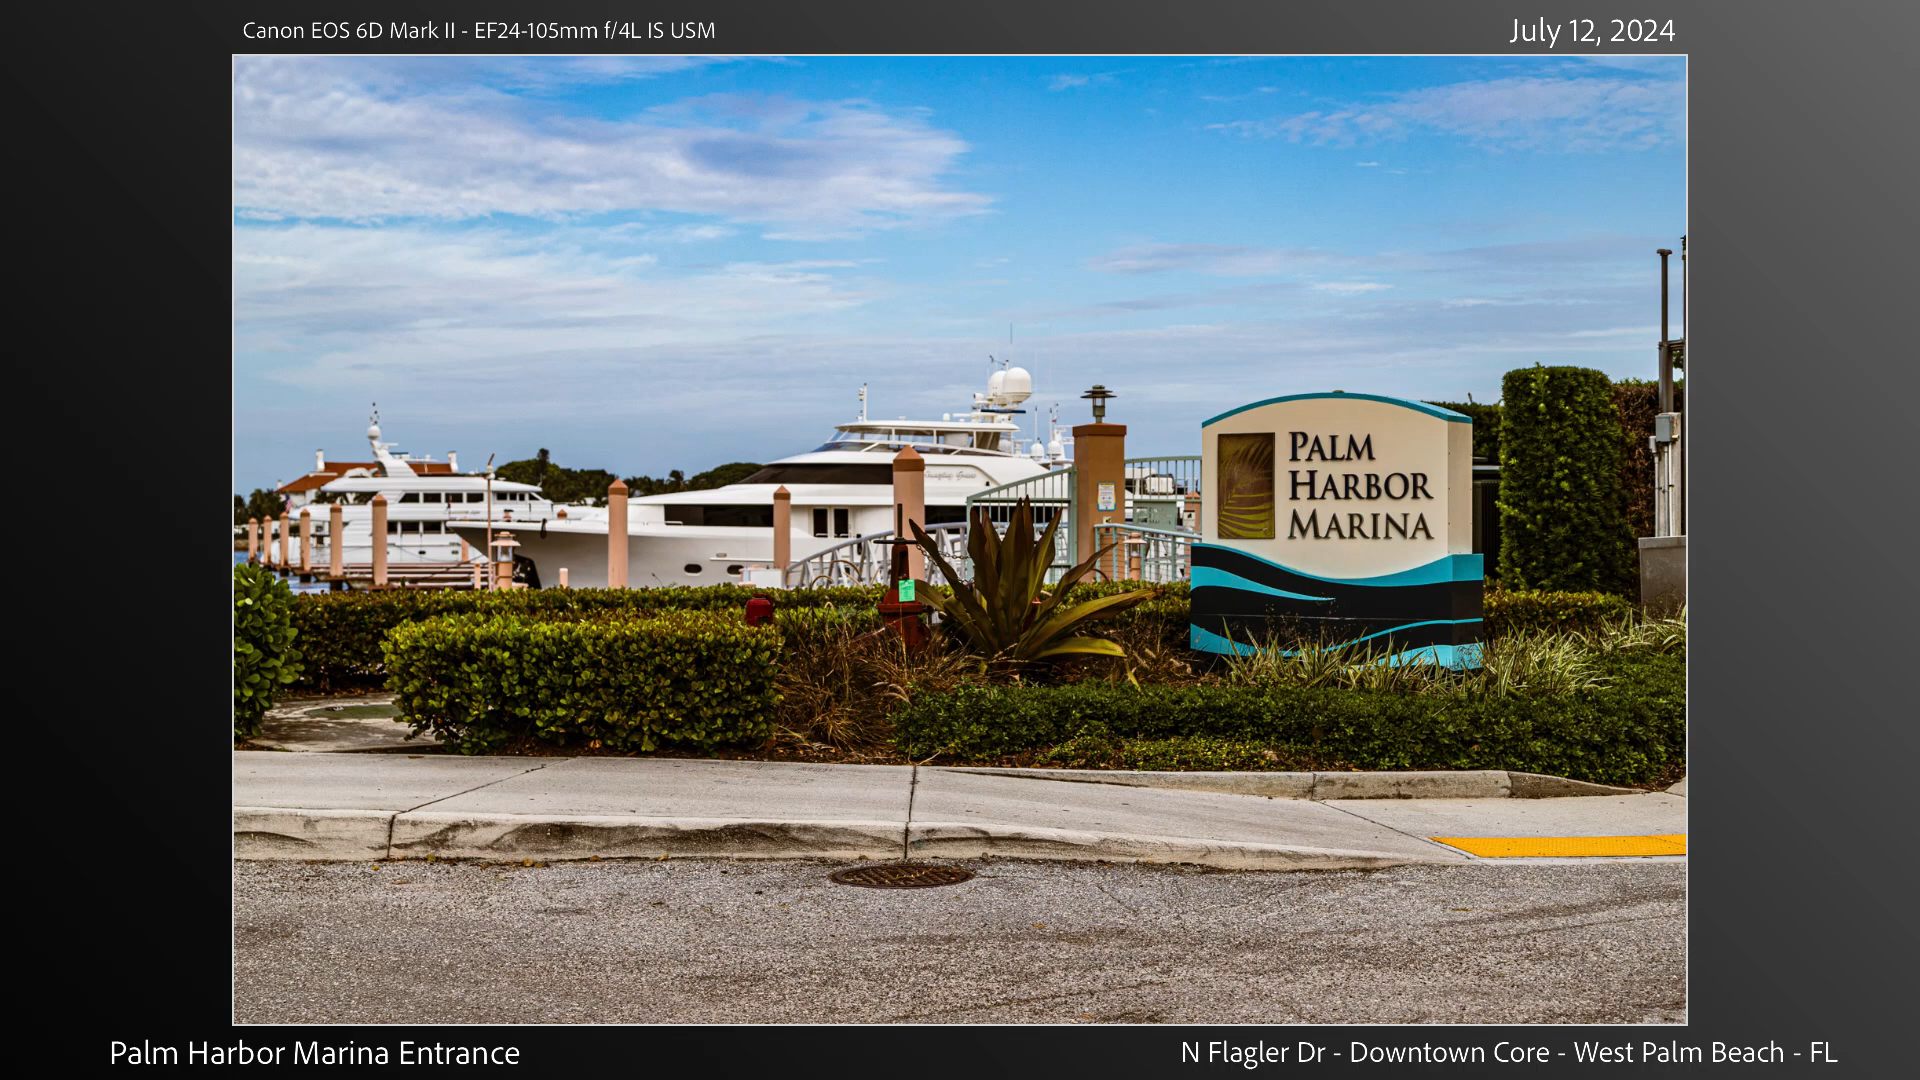 Canon EOS 6D Mark II - EF24-105mm f/4L IS USM
July 12, 2024
PALM
HARBOR
MARINA
Palm Harbor Marina Entrance
N Flagler Dr - Downtown Core - West Palm Beach - FL